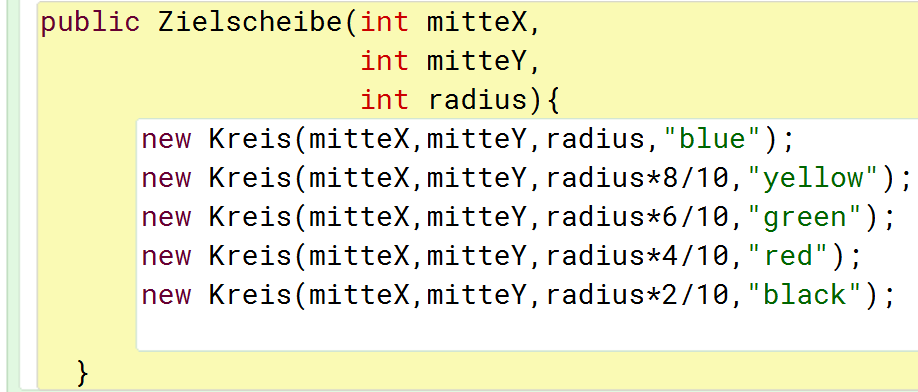 public Zielscheibe(int mitteX,
int mitteY,
int radius){
new Kreis(mitteX,mitteY,radius,"blue");
new Kreis(mitteX,mitteY,radius*8/10,"yellow");
new Kreis(mitteX,mitteY,radius*6/10,"green");
new Kreis(mitteX,mitteY,radius*4/10,"red");
new Kreis(mitteX,mitteY,radius*2/10,"black");
}